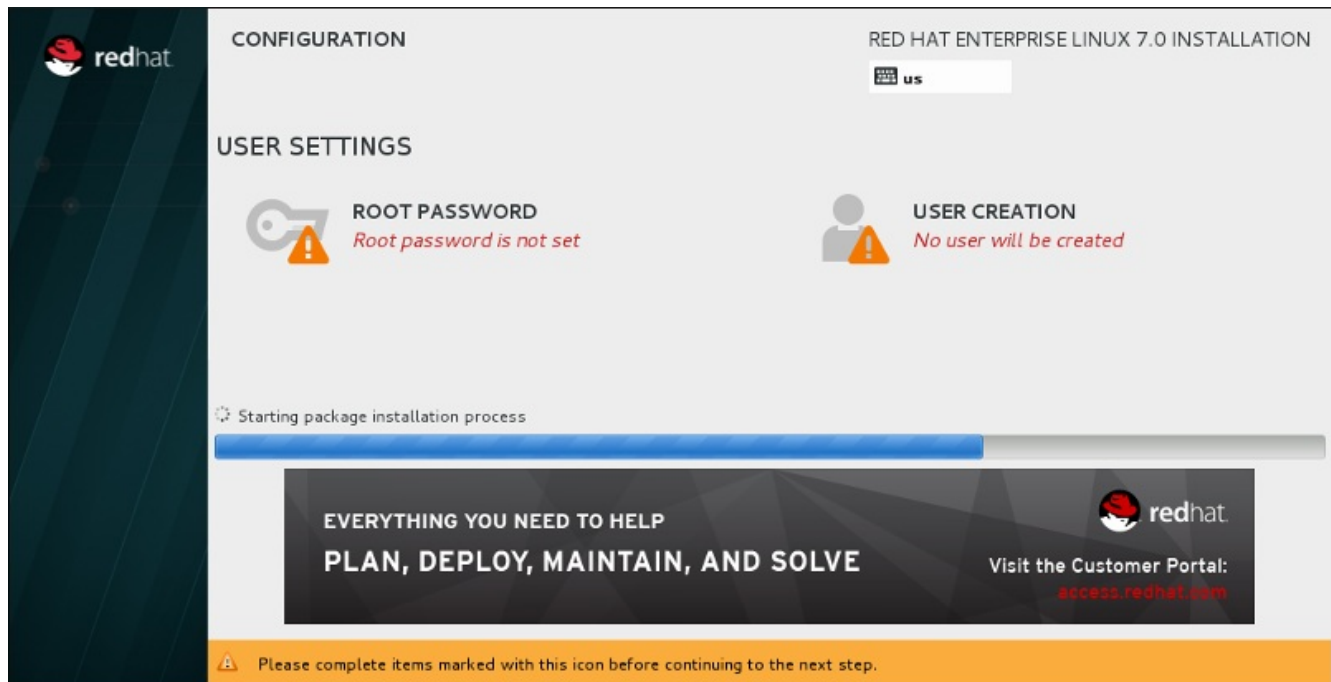 redhat.
CONFIGURATION
RED HAT ENTERPRISE LINUX 7.0 INSTALLATION
us
USER SETTINGS
ROOT PASSWORD
Root password is not set
USER CREATION
No user will be created
Starting package installation process
EVERYTHING YOU NEED TO HELP
PLAN, DEPLOY, MAINTAIN, AND SOLVE
redhat.
Visit the Customer Portal:
access.redhat.com
Please complete items marked with this icon before continuing to the next step.